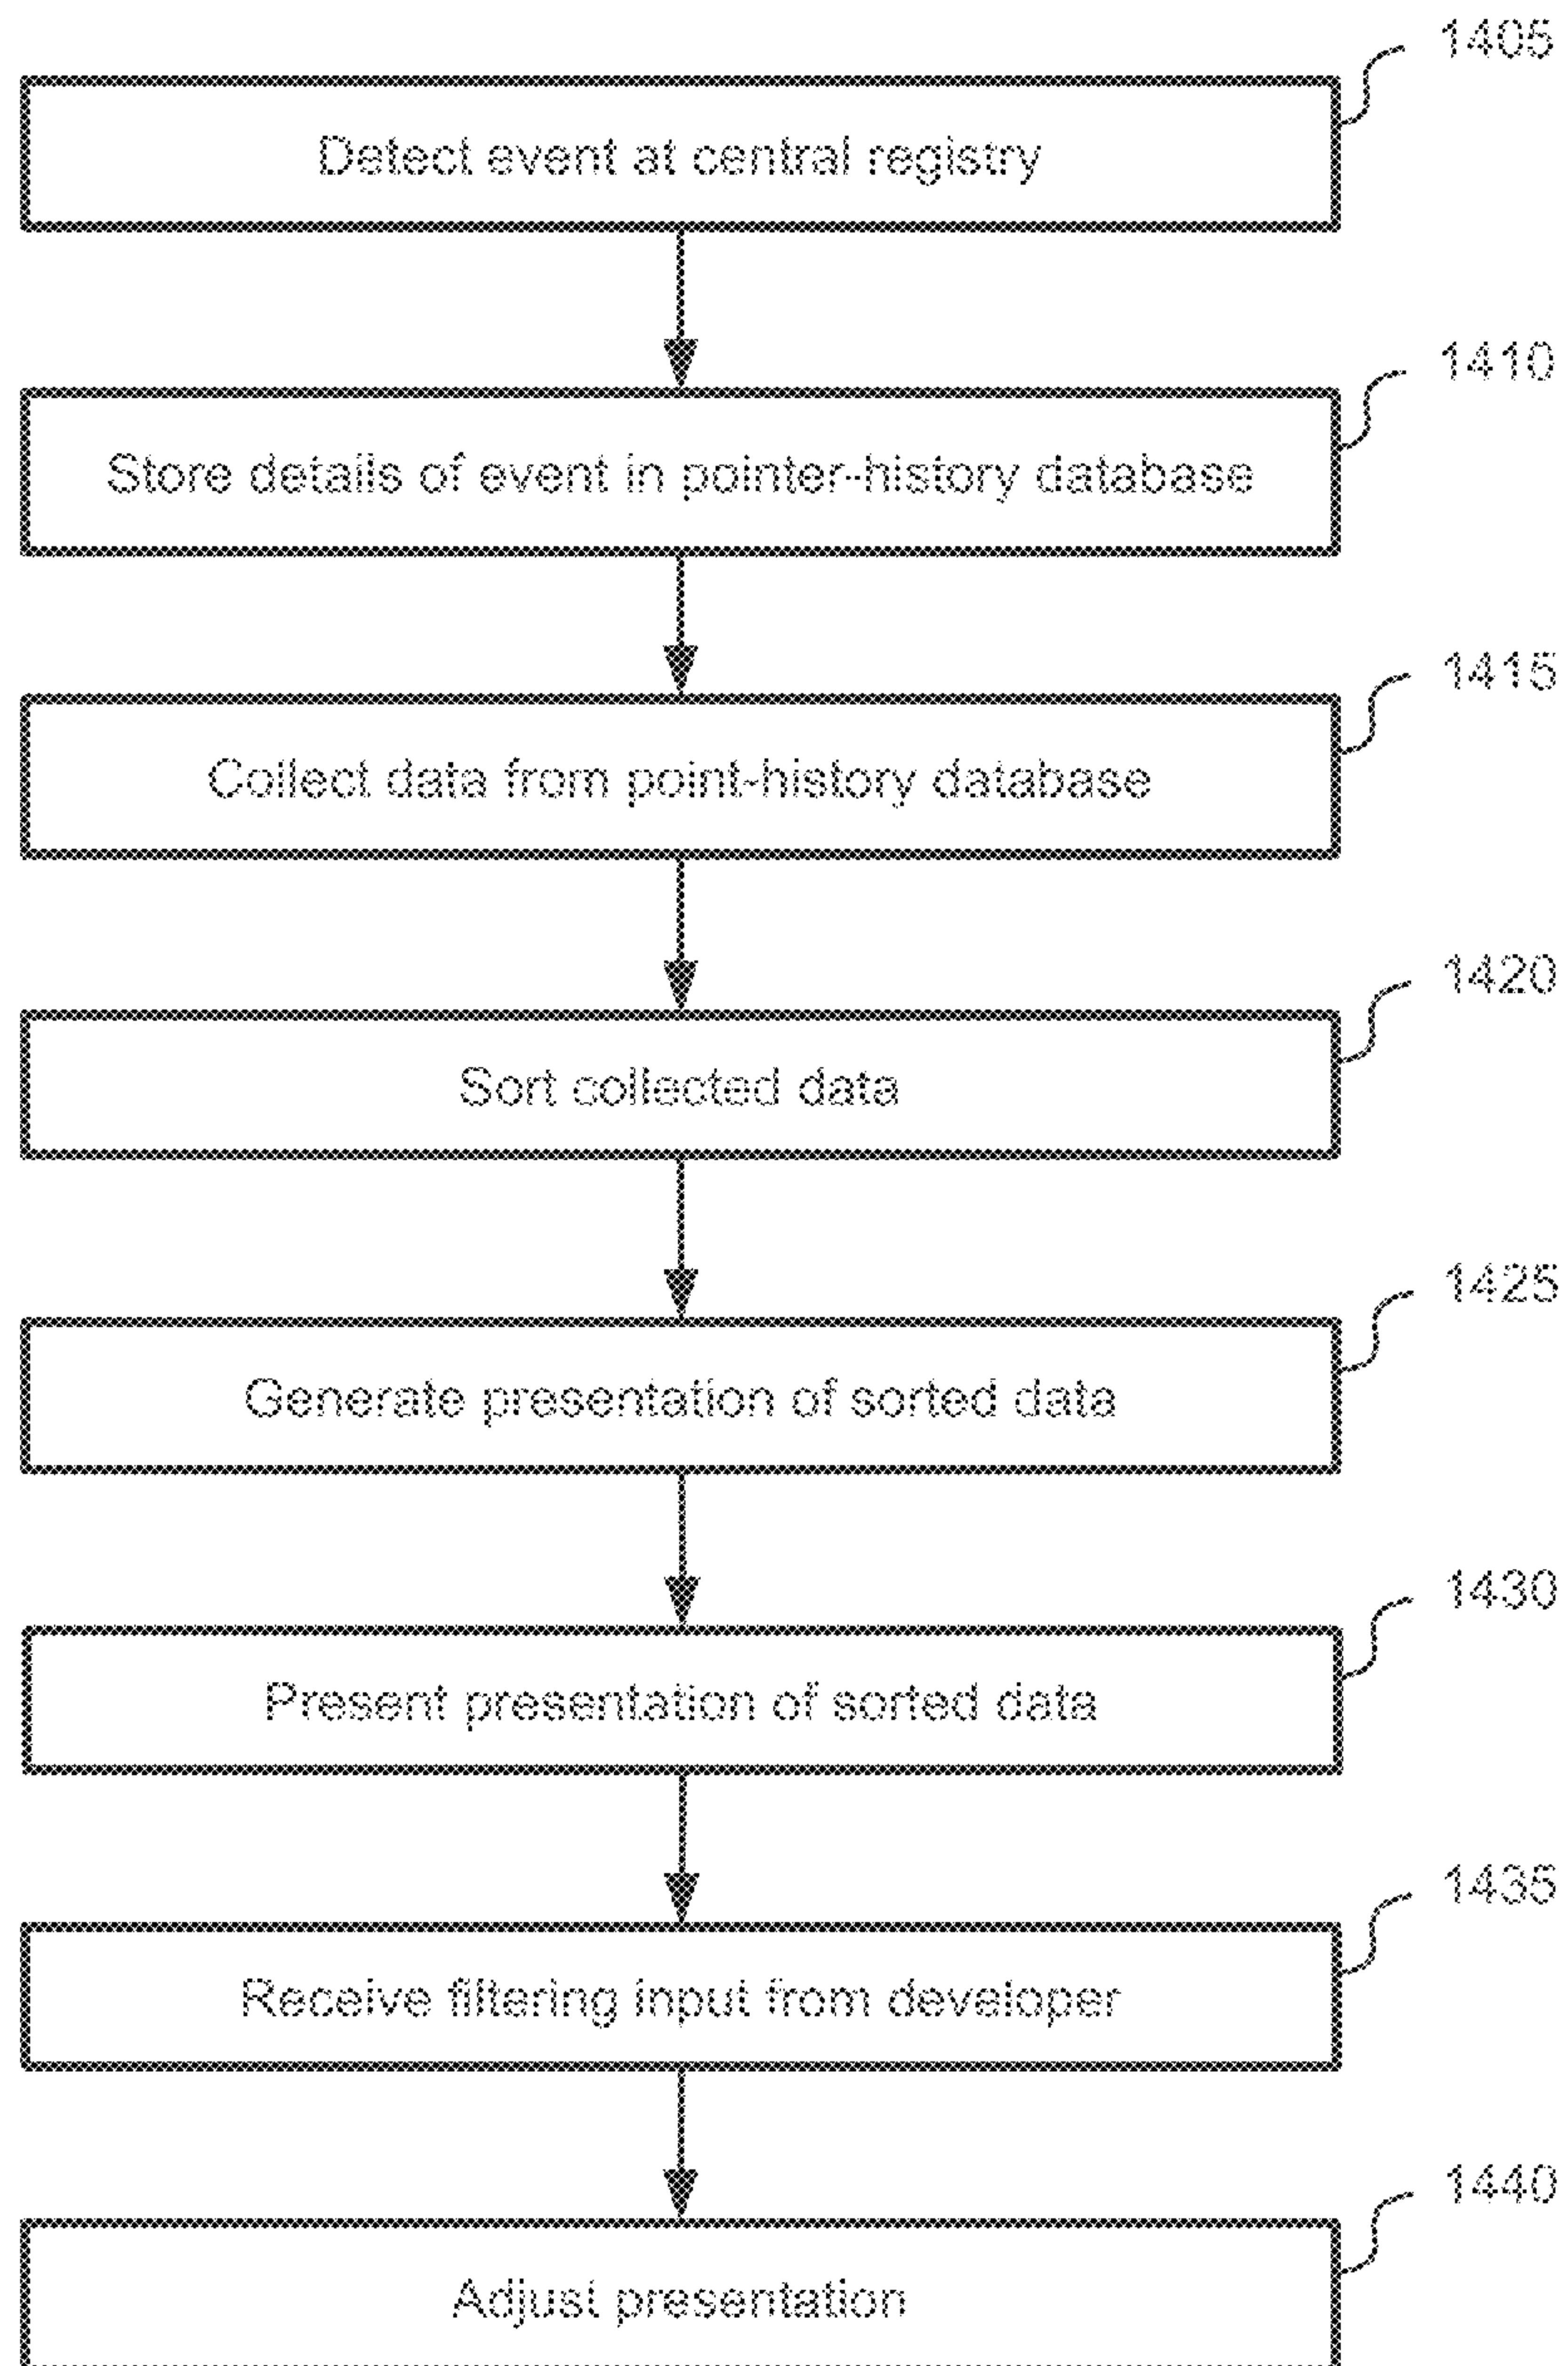 1405
Detect event at central registry
1410
Store details of event in pointer-history database
1415
Collect data from point-history database
1420
Sort collected data
1425
Generate presentation of sorted data
1430
Present presentation of sorted data
1435
Receive filtering input from developer
1440
Adjust presentation